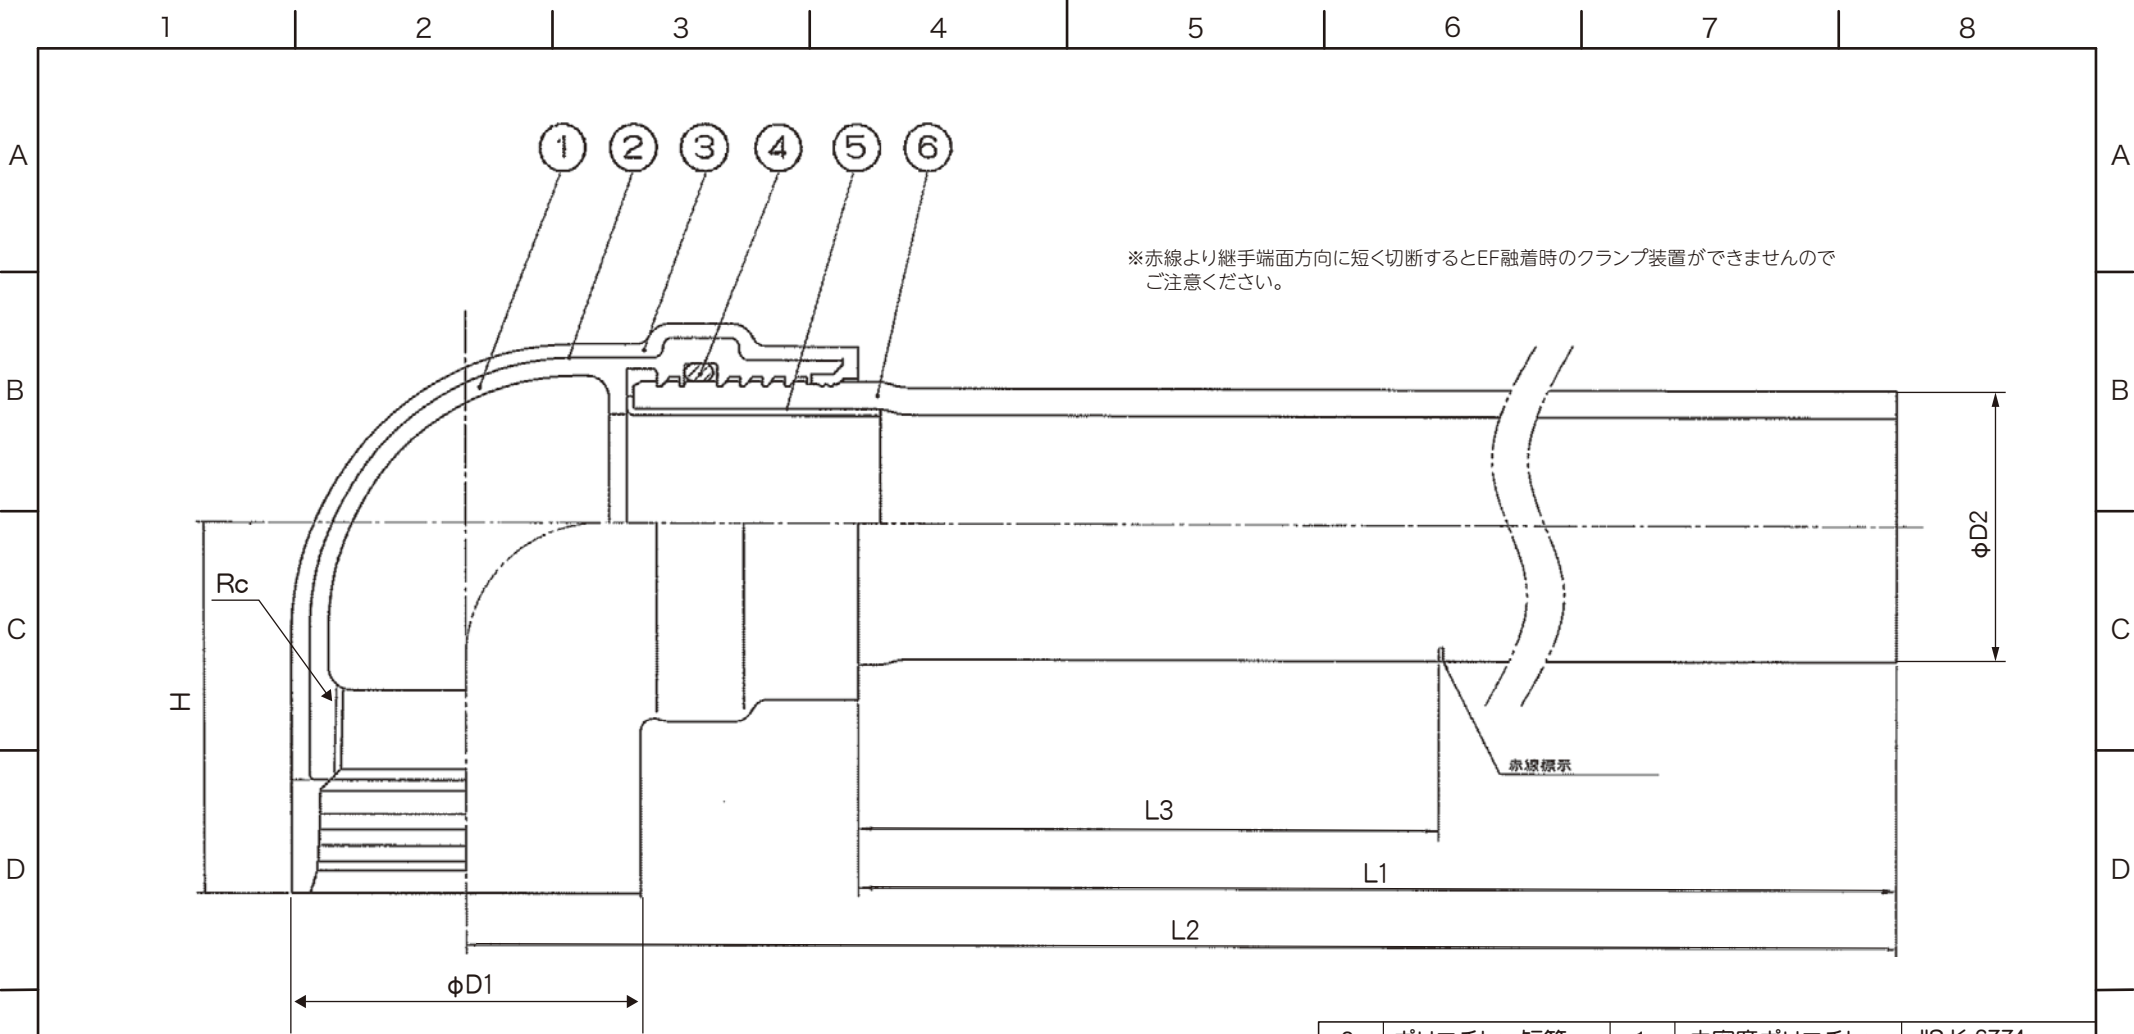 1 2 3 4 5 6 7 8
A A
① ② ③ ④ ⑤ ⑥
※赤線より継手端面方向に短く切断するとEF融着時のクランプ装置ができませんので
ご注意ください。
B B
φD2
Rc
C C
H
赤線標示
L3
D D
L1
L2
φD1